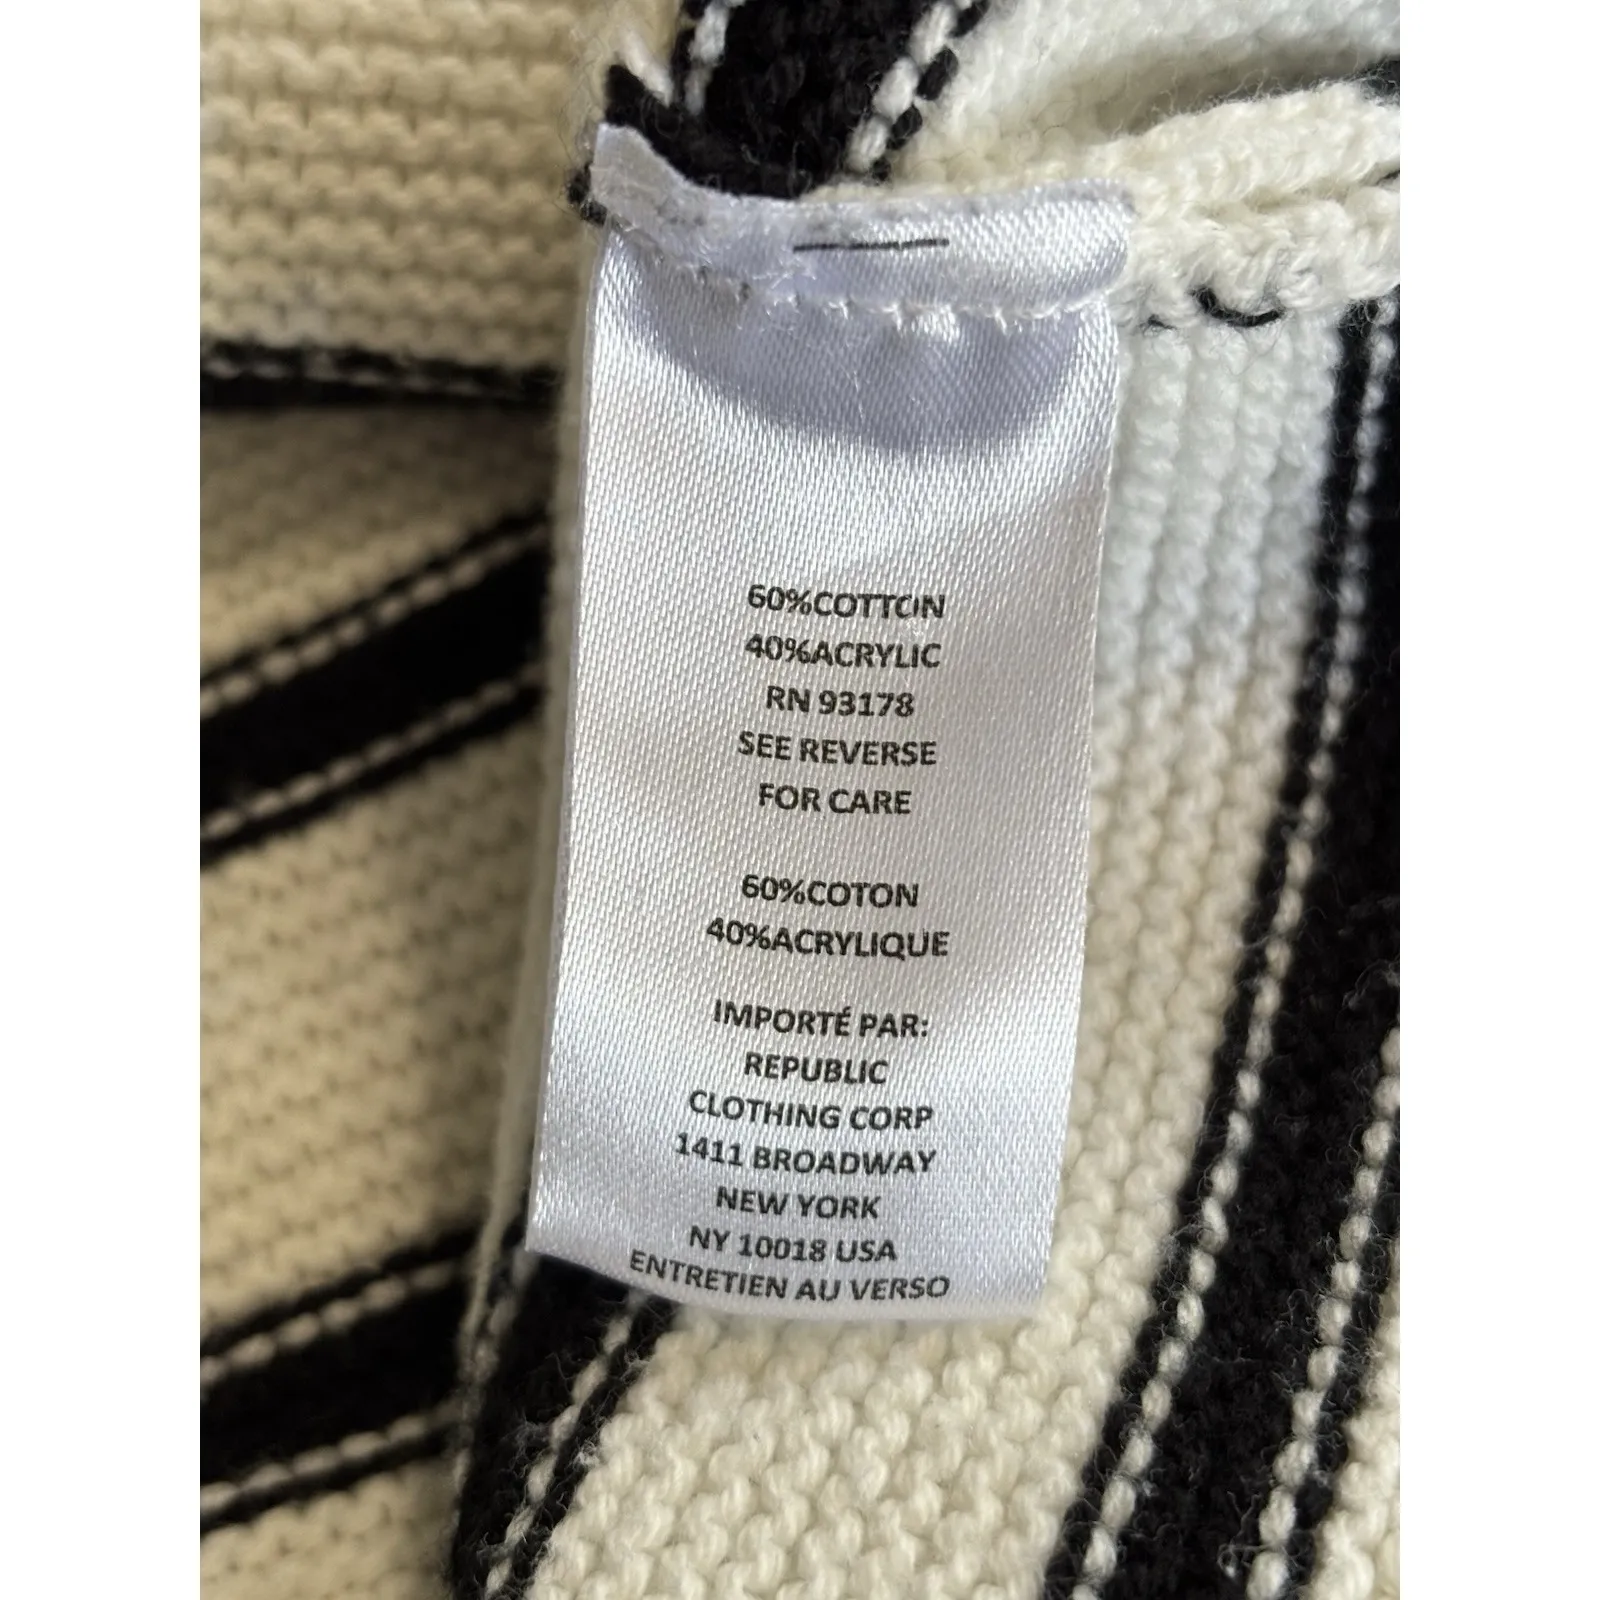 60%COTTON
40%ACRYLIC
RN 93178
SEE REVERSE
FOR CARE
60%COTON
40%ACRYLIQUE
IMPORTÉ PAR:
REPUBLIC
CLOTHING CORP
1411 BROADWAY
NEW YORK
NY 10018 USA
ENTRETIEN AU VERSO